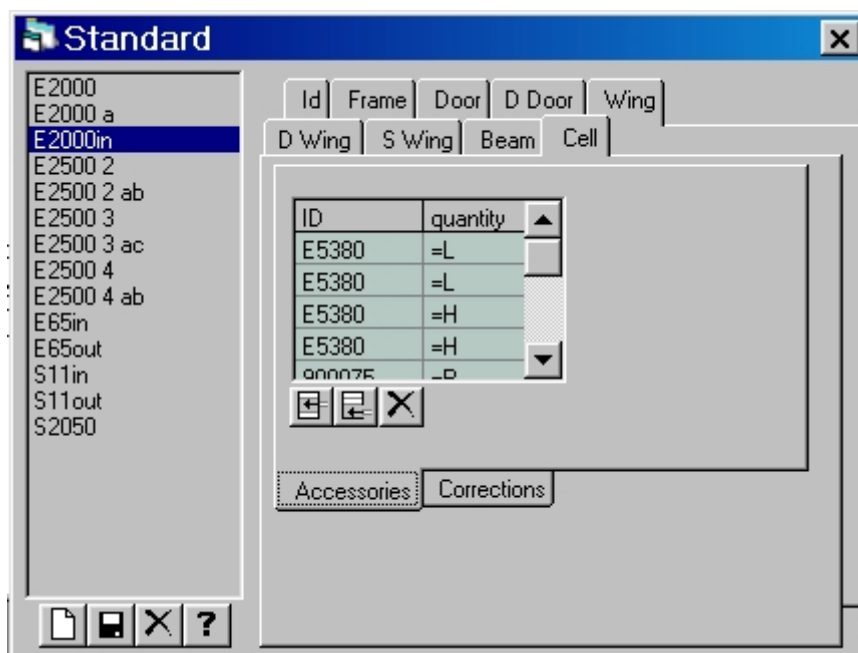 Standard
E2000
E2000 a
E2000in
E2500 2
E2500 2 ab
E2500 3
E2500 3 ac
E2500 4
E2500 4 ab
E65in
E65out
S11in
S11out
S2050
?
Id Frame Door D Door Wing
D Wing S Wing Beam Cell
ID quantity
E5380 =L
E5380 =L
E5380 =H
E5380 =H
Accessories Corrections